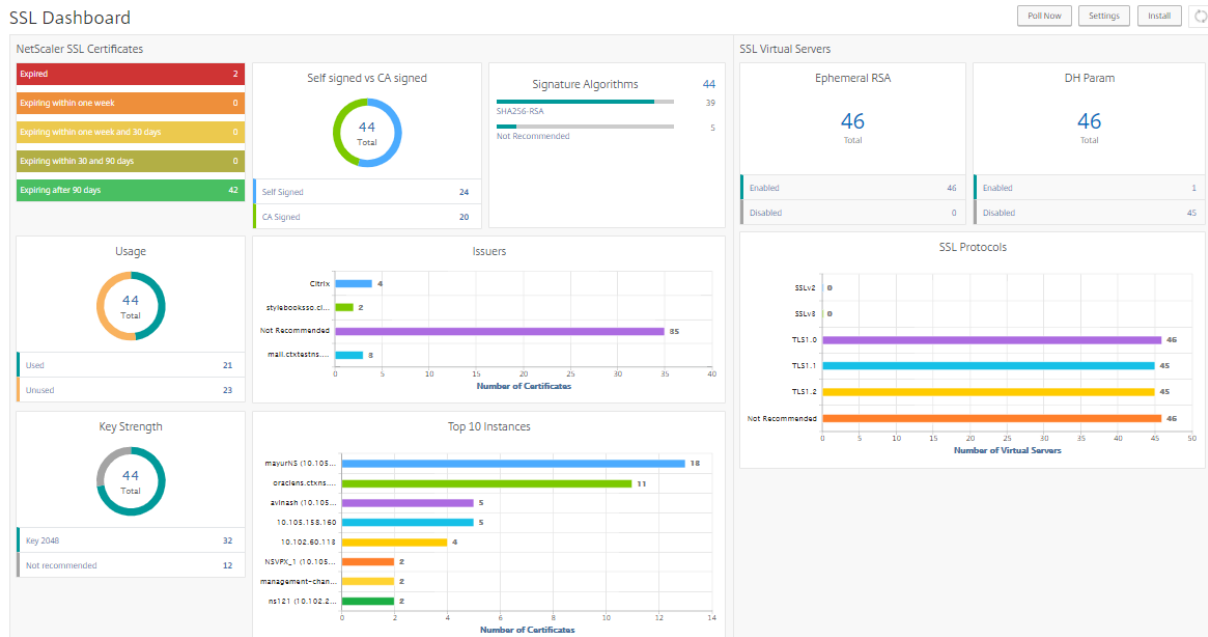 SSL Dashboard
Poll Now
Settings
Install
NetScaler SSL Certificates
Expired 2
Expiring within one week 0
Expiring within one week and 30 days 0
Expiring within 30 and 90 days 0
Expiring after 90 days 42
Self signed vs CA signed
44
Total
Self Signed 24
CA Signed 20
Signature Algorithms 44
39
SHA256-RSA
5
Not Recommended
Usage
44
Total
Used 21
Unused 23
Issuers
Citrix 4
stylebooksso.ci... 2
Not Recommended 35
mail.ctxtestns.... 3
0 5 10 15 20 25 30 35 40
Number of Certificates
Key Strength
44
Total
Key 2048 32
Not recommended 12
Top 10 Instances
mayurNS (10.105... 13
oraclens.ctxns.... 11
avinash (10.105... 5
10.105.158.160 5
10.102.60.118 4
NSVPX_1 (10.105... 2
management-chan... 2
ns121 (10.102.2... 2
0 2 4 6 8 10 12 14
Number of Certificates
SSL Virtual Servers
Ephemeral RSA
46
Total
Enabled 46
Disabled 0
DH Param
46
Total
Enabled 1
Disabled 45
SSL Protocols
SSLv2 0
SSLv3 0
TLS1.0 46
TLS1.1 45
TLS1.2 45
Not Recommended 46
0 5 10 15 20 25 30 35 40 45 50
Number of Virtual Servers